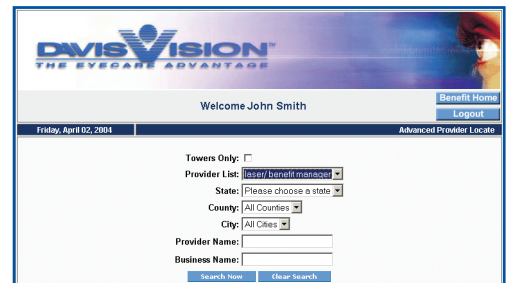 DAVIS VISION™
THE EYECARE ADVANTAGE
Welcome John Smith
Benefit Home
Logout
Friday, April 02, 2004
Advanced Provider Locate
Towers Only:
Provider List: laser/ benefit manager
State: Please choose a state
County: All Counties
City: All Cities
Provider Name:
Business Name:
Search Now Clear Search